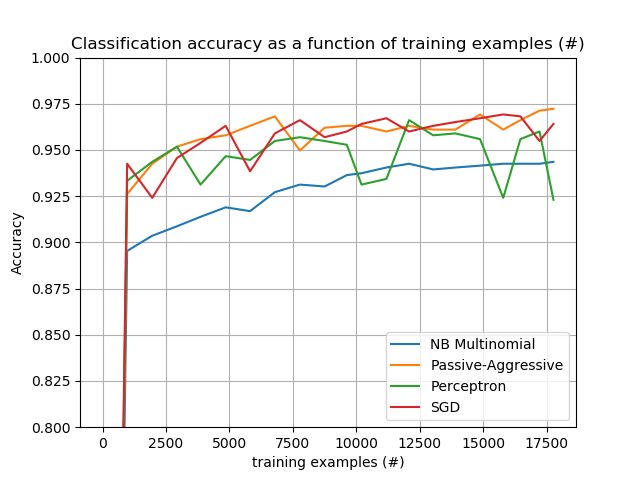 Classification accuracy as a function of training examples (#)
1.000
0.975
0.950
0.925
0.900
0.875
0.850
0.825
0.800
Accuracy
NB Multinomial
Passive-Aggressive
Perceptron
SGD
0 2500 5000 7500 10000 12500 15000 17500
training examples (#)